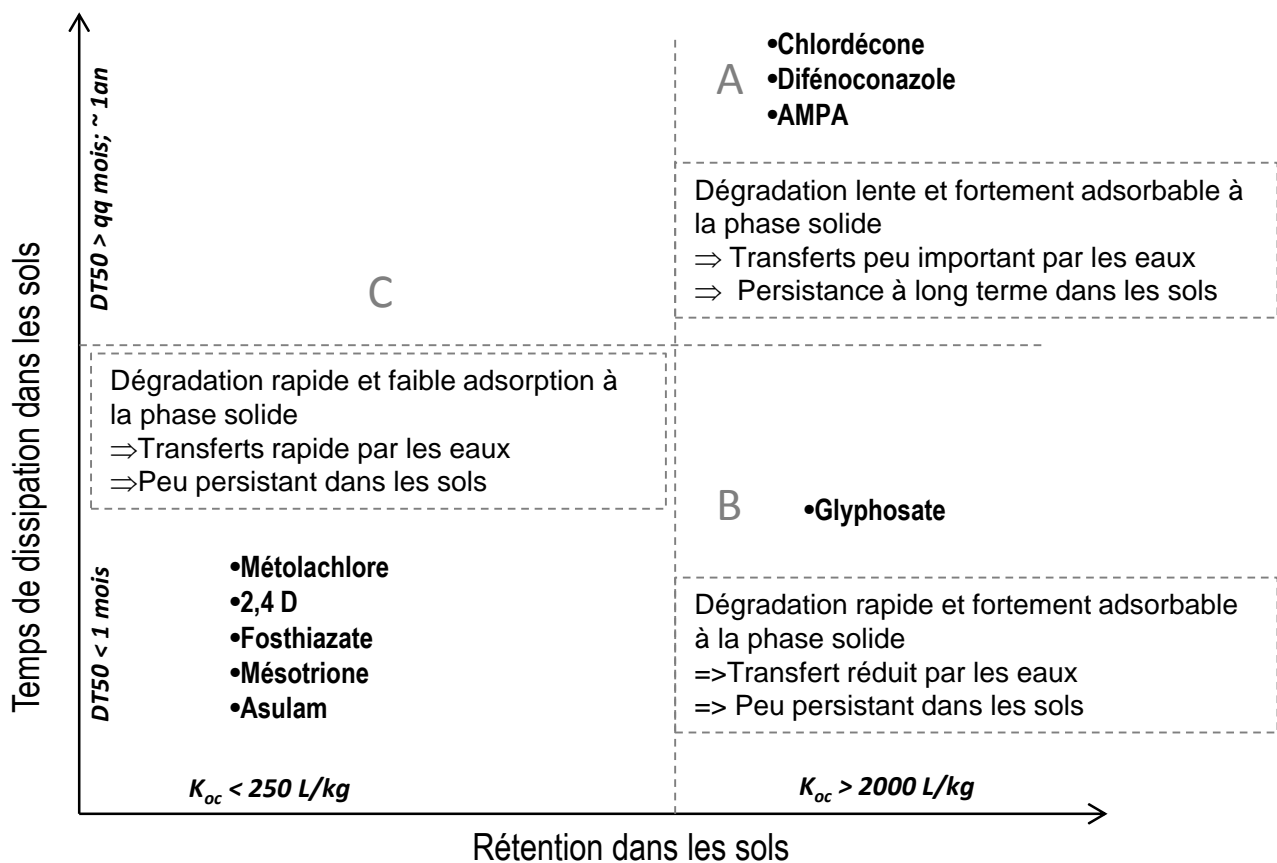 •Chlordécone
A
•Difénoconazole
•AMPA
DT50 > qq mois; ~ 1an
Dégradation lente et fortement adsorbable à
la phase solide
⇒ Transferts peu important par les eaux
⇒ Persistance à long terme dans les sols
C
Temps de dissipation dans les sols
Dégradation rapide et faible adsorption à
la phase solide
⇒Transferts rapide par les eaux
⇒Peu persistant dans les sols
B
•Glyphosate
DT50 < 1 mois
•Métolachlore
•2,4 D
•Fosthiazate
•Mésotrione
•Asulam
Dégradation rapide et fortement adsorbable
à la phase solide
=>Transfert réduit par les eaux
=> Peu persistant dans les sols
Koc < 250 L/kg
Koc > 2000 L/kg
Rétention dans les sols